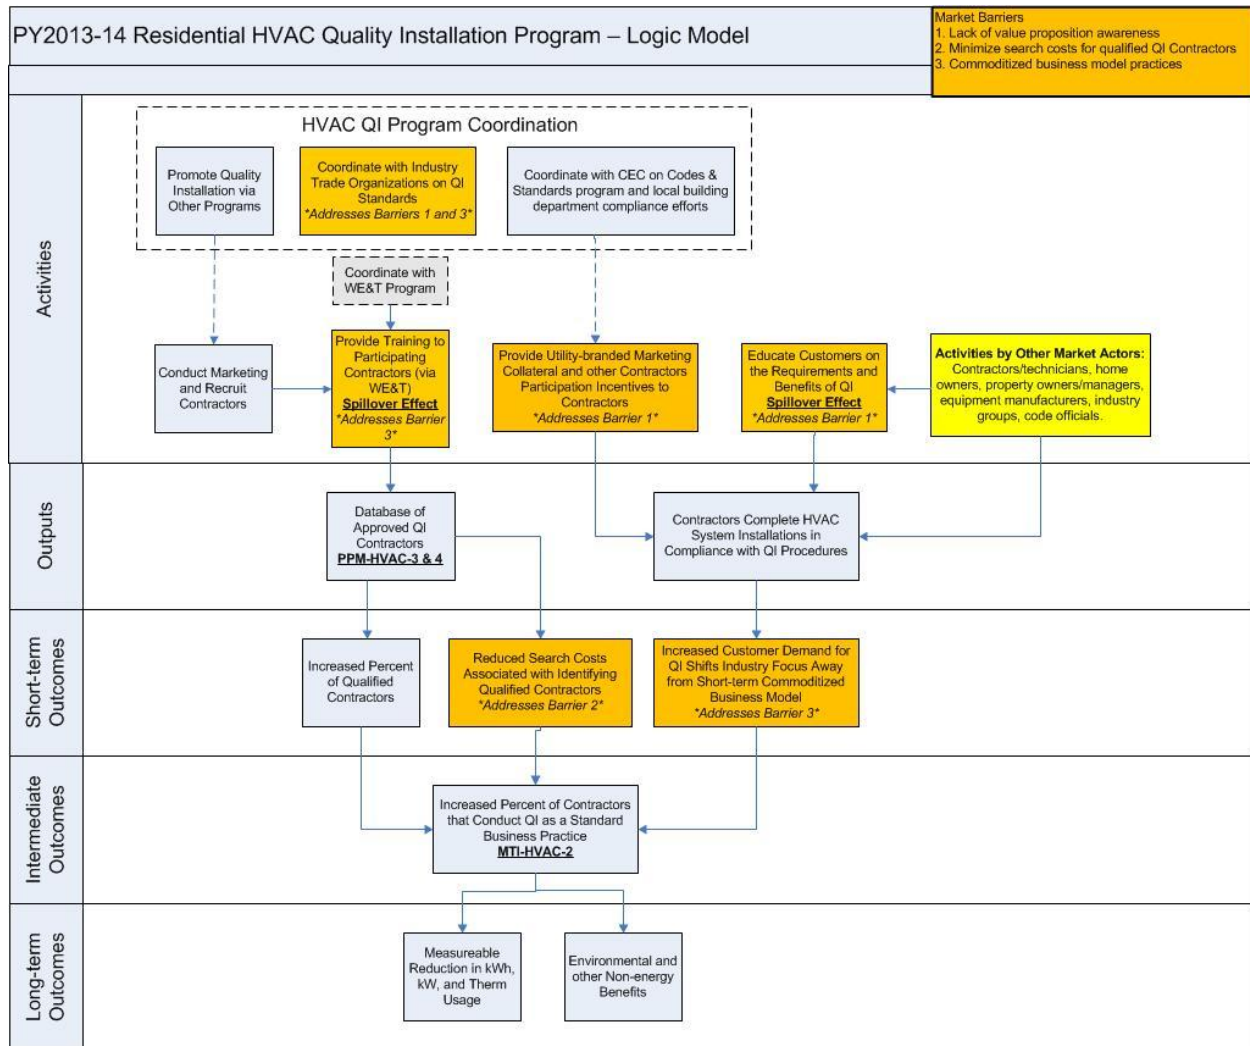 PY2013-14 Residential HVAC Quality Installation Program – Logic Model
Market Barriers
1. Lack of value proposition awareness
2. Minimize search costs for qualified QI Contractors
3. Commoditized business model practices
Activities
HVAC QI Program Coordination
Promote Quality
Installation via
Other Programs
Coordinate with Industry
Trade Organizations on QI
Standards
*Addresses Barriers 1 and 3*
Coordinate with CEC on Codes &
Standards program and local building
department compliance efforts
Coordinate with
WE&T Program
Conduct Marketing
and Recruit
Contractors
Provide Training to
Participating
Contractors (via
WE&T)
Spillover Effect
*Addresses Barrier
3*
Provide Utility-branded Marketing
Collateral and other Contractors
Participation Incentives to
Contractors
*Addresses Barrier 1*
Educate Customers on
the Requirements and
Benefits of QI
Spillover Effect
*Addresses Barrier 1*
Activities by Other Market Actors:
Contractors/technicians, home
owners, property owners/managers,
equipment manufacturers, industry
groups, code officials.
Outputs
Database of
Approved QI
Contractors
PPM-HVAC-3 & 4
Contractors Complete HVAC
System Installations in
Compliance with QI Procedures
Short-term
Outcomes
Increased Percent
of Qualified
Contractors
Reduced Search Costs
Associated with Identifying
Qualified Contractors
*Addresses Barrier 2*
Increased Customer Demand for
QI Shifts Industry Focus Away
from Short-term Commoditized
Business Model
*Addresses Barrier 3*
Intermediate
Outcomes
Increased Percent of Contractors
that Conduct QI as a Standard
Business Practice
MTI-HVAC-2
Long-term
Outcomes
Measureable
Reduction in kWh,
kW, and Therm
Usage
Environmental and
other Non-energy
Benefits